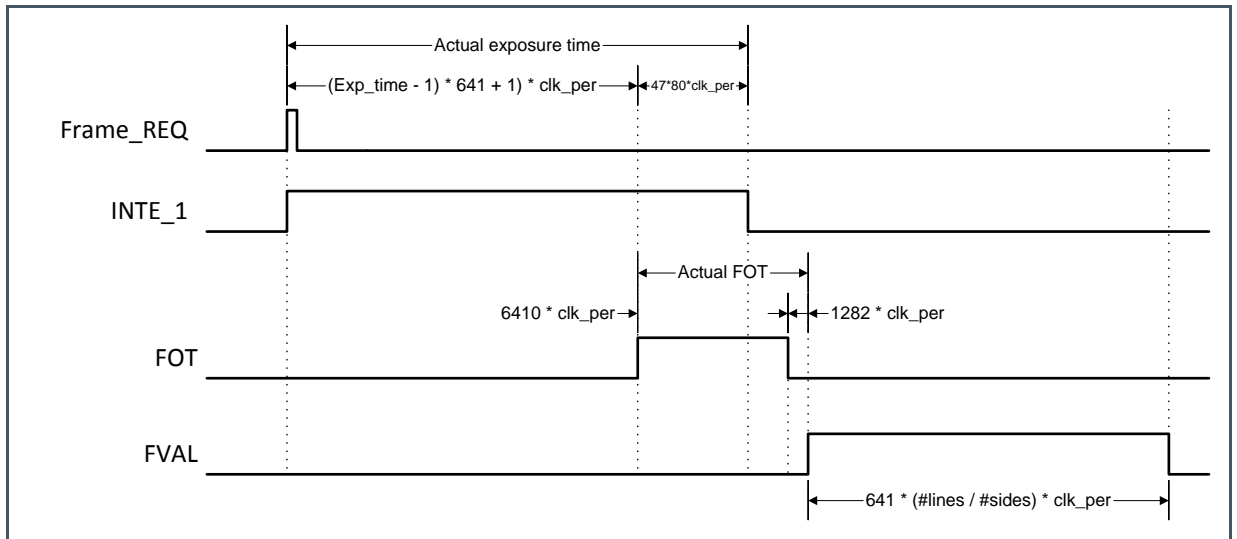 Actual exposure time
(Exp_time - 1) * 641 + 1) * clk_per
47*80*clk_per
Frame_REQ
INTE_1
Actual FOT
6410 * clk_per
1282 * clk_per
FOT
FVAL
641 * (#lines / #sides) * clk_per